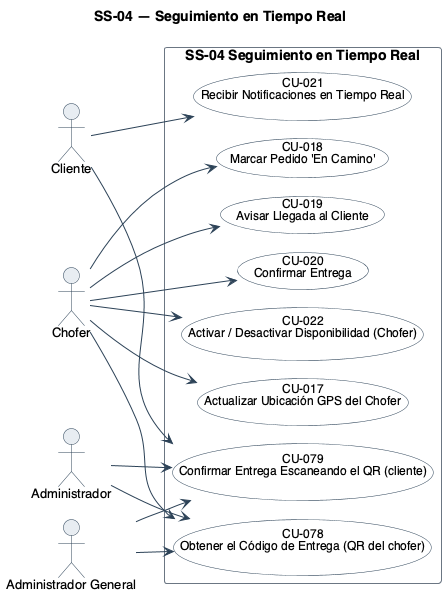 SS-04 — Seguimiento en Tiempo Real
SS-04 Seguimiento en Tiempo Real
CU-021
Recibir Notificaciones en Tiempo Real
Cliente
CU-018
Marcar Pedido 'En Camino'
CU-019
Avisar Llegada al Cliente
CU-020
Confirmar Entrega
Chofer
CU-022
Activar / Desactivar Disponibilidad (Chofer)
CU-017
Actualizar Ubicación GPS del Chofer
CU-079
Confirmar Entrega Escaneando el QR (cliente)
Administrador
CU-078
Obtener el Código de Entrega (QR del chofer)
Administrador General